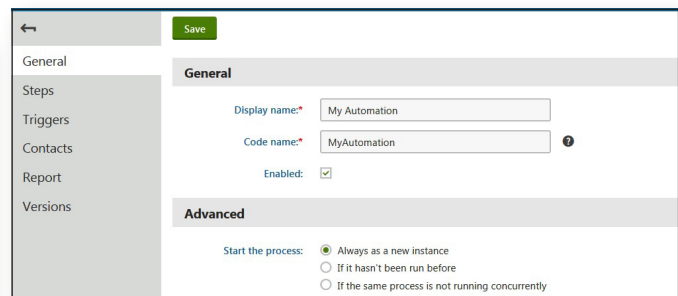 Save
General
Steps
Triggers
Contacts
Report
Versions
General
Display name:* My Automation
Code name:* MyAutomation ?
Enabled:
Advanced
Start the process: Always as a new instance
If it hasn't been run before
If the same process is not running concurrently